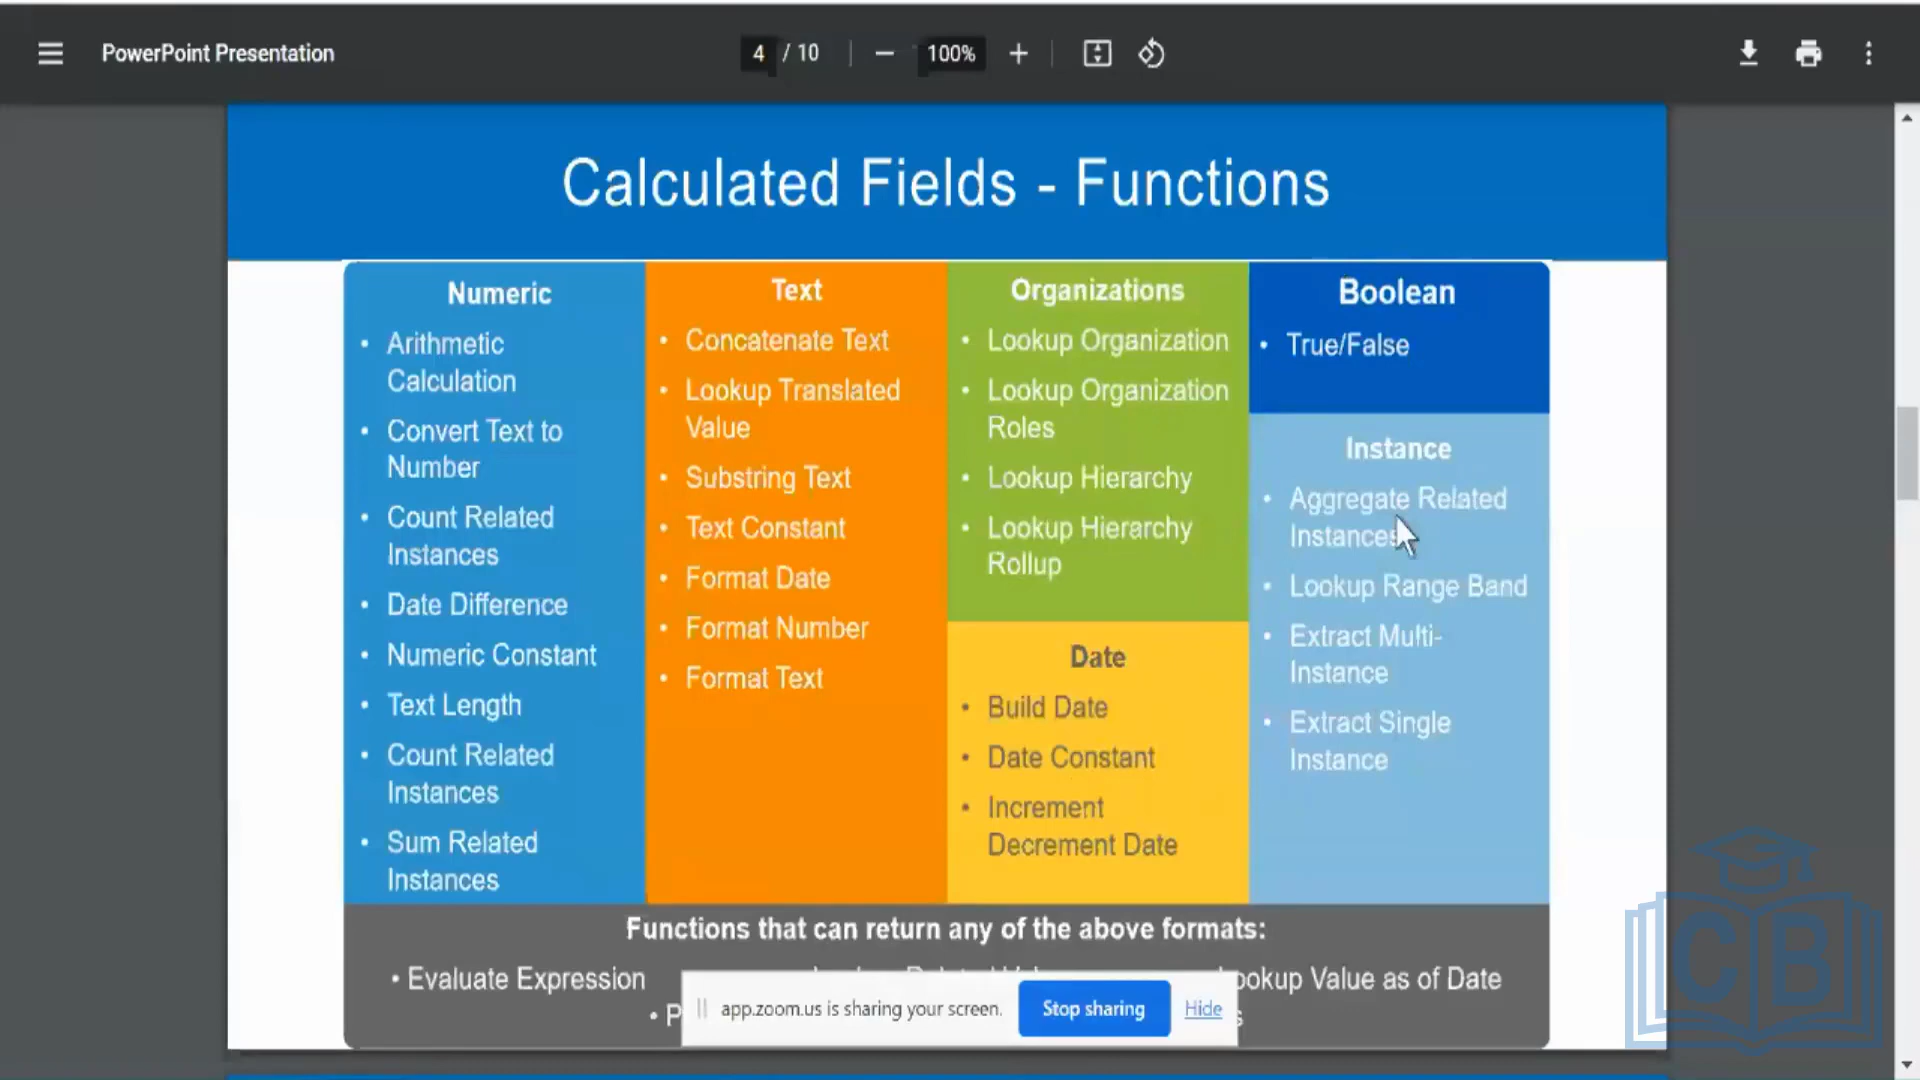 PowerPoint Presentation
4 / 10
100%
Calculated Fields - Functions
Numeric
• Arithmetic
Calculation
• Convert Text to
Number
• Count Related
Instances
• Date Difference
• Numeric Constant
• Text Length
• Count Related
Instances
• Sum Related
Instances
Text
• Concatenate Text
• Lookup Translated
Value
• Substring Text
• Text Constant
• Format Date
• Format Number
• Format Text
Organizations
• Lookup Organization
• Lookup Organization
Roles
• Lookup Hierarchy
• Lookup Hierarchy
Rollup
Date
• Build Date
• Date Constant
• Increment
Decrement Date
Boolean
• True/False
Instance
• Aggregate Related
Instances
• Lookup Range Band
• Extract Multi-
Instance
• Extract Single
Instance
Functions that can return any of the above formats:
• Evaluate Expression
Value as of Date
app.zoom.us is sharing your screen.
Stop sharing
Hide
CB